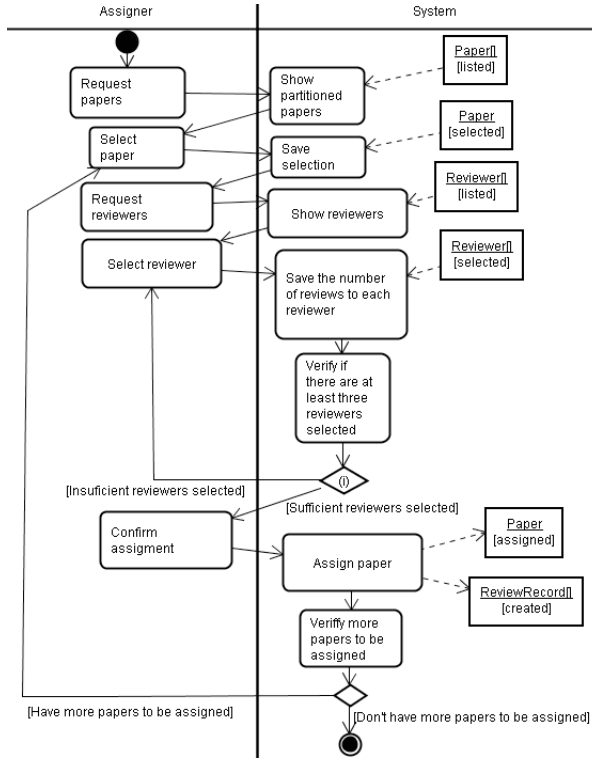 Assigner
System
Request
papers
Show
partitioned
papers
Paper[]
[listed]
Select
paper
Save
selection
Paper
[selected]
Request
reviewers
Show reviewers
Reviewer[]
[listed]
Select reviewer
Save the number
of reviews to each
reviewer
Reviewer[]
[selected]
Verify if
there are at
least three
reviewers
selected
(i)
[Insuficient reviewers selected]
[Sufficient reviewers selected]
Confirm
assigment
Assign paper
Paper
[assigned]
ReviewRecord[]
[created]
Verify more
papers to be
assigned
[Have more papers to be assigned]
[Don't have more papers to be assigned]